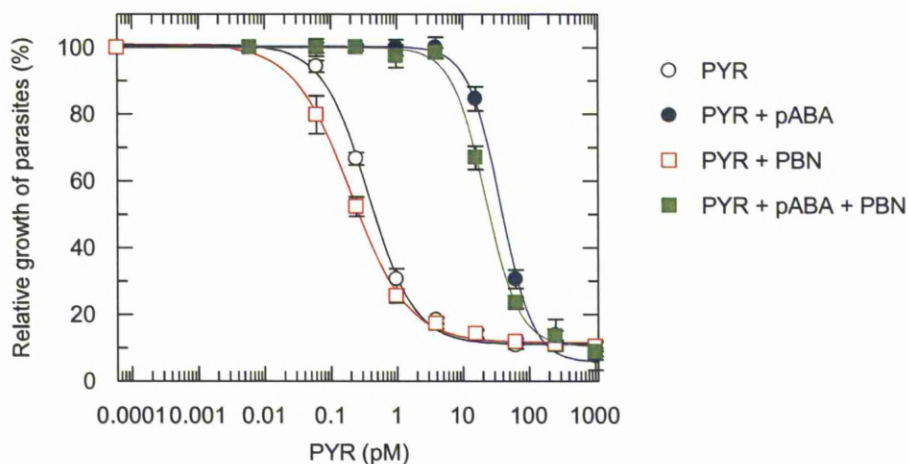 Relative growth of parasites (%)
100
80
60
40
20
0
0.0001 0.001 0.01 0.1 1 10 100 1000
PYR (pM)
PYR
PYR + pABA
PYR + PBN
PYR + pABA + PBN